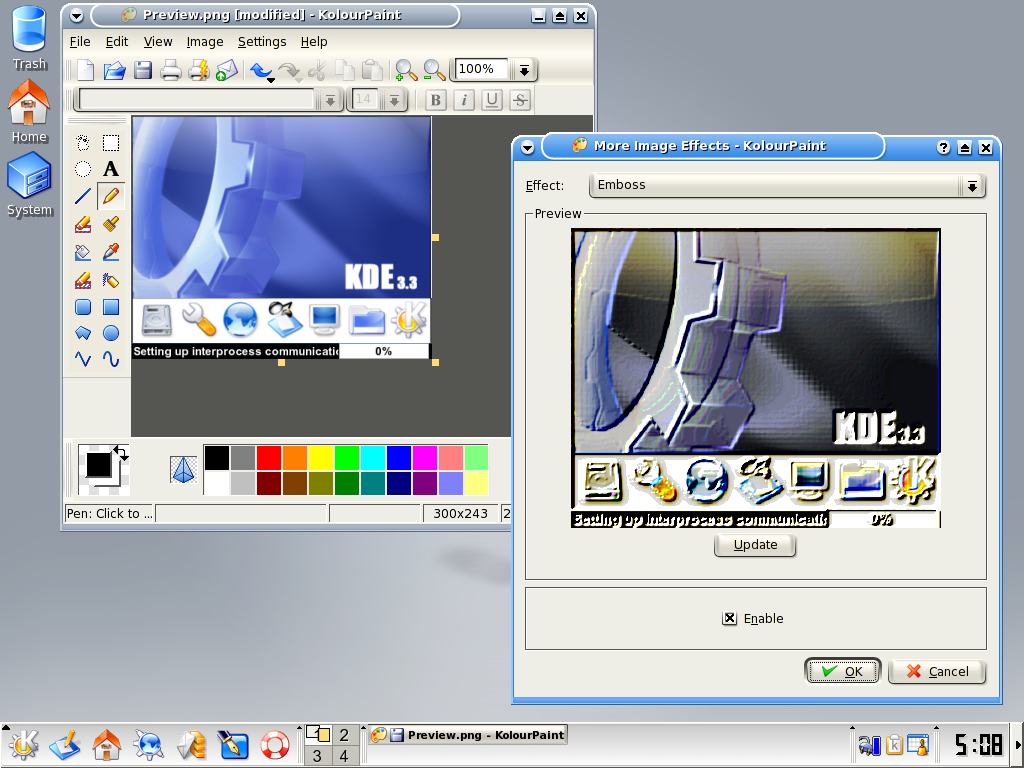 Trash
Home
System
Preview.png [modified] - KolourPaint
File Edit View Image Settings Help
100%
14
B i U S
A
KDE 3.3
Setting up interprocess communicatio
0%
Pen: Click to ...
300x243
2
More Image Effects - KolourPaint
?
Effect:
Emboss
Preview
KDE 3.3
Setting up interprocess communicatio
0%
Update
Enable
OK
Cancel
2
3
4
Preview.png - KolourPaint
5:08